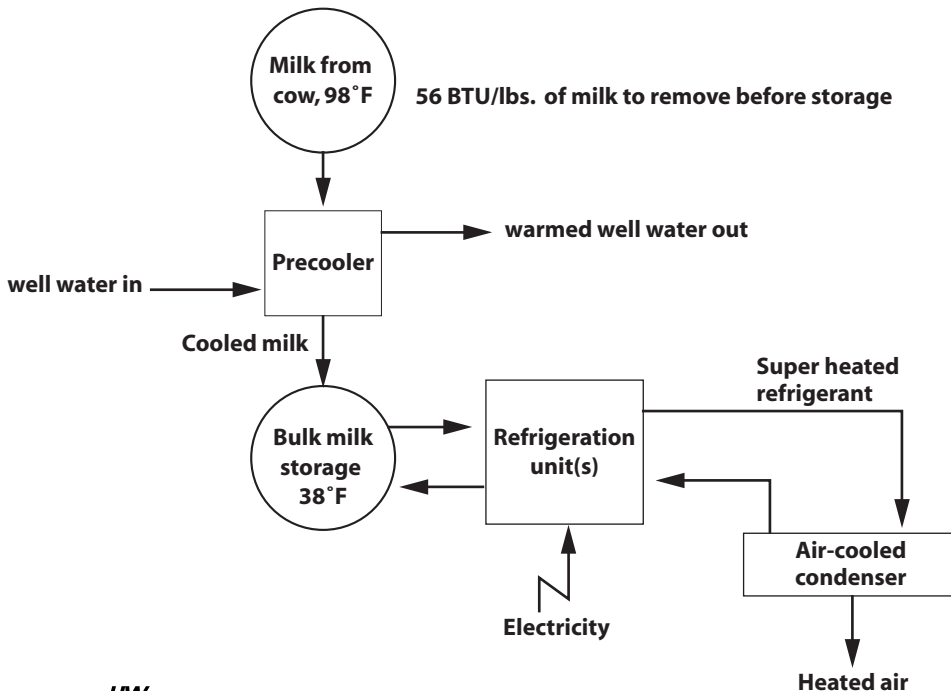 Milk from
cow, 98˚F
56 BTU/lbs. of milk to remove before storage
warmed well water out
Precooler
well water in
Cooled milk
Super heated
refrigerant
Bulk milk
storage
38˚F
Refrigeration
unit(s)
Air-cooled
condenser
Electricity
Heated air